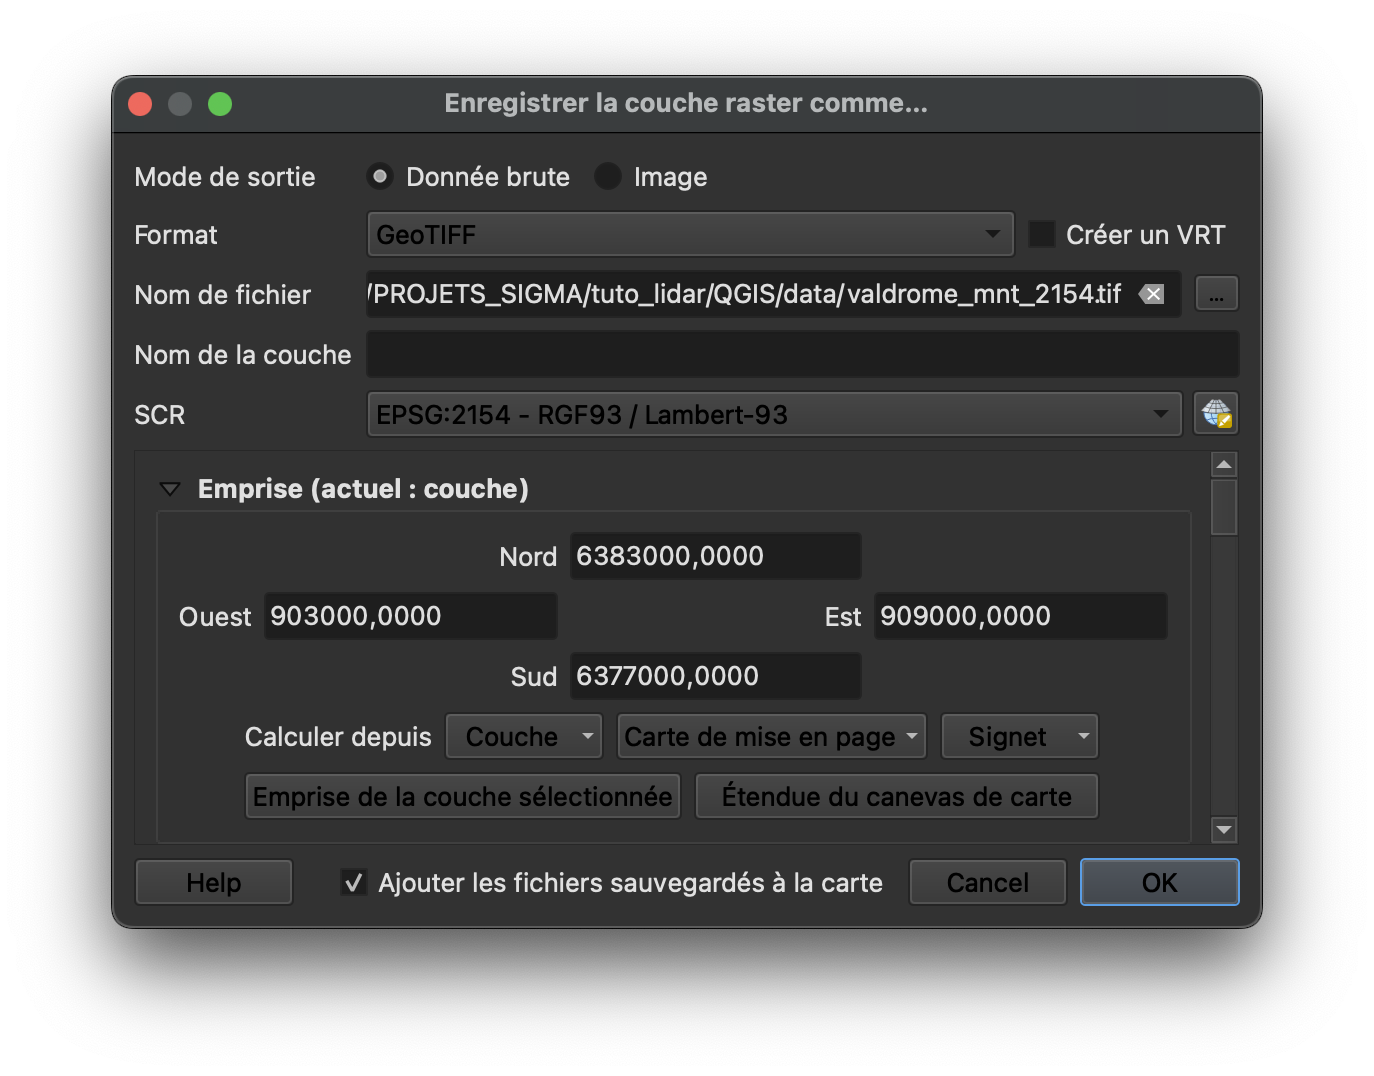 Enregistrer la couche raster comme...
Mode de sortie Donnée brute Image
Format GeoTIFF Créer un VRT
Nom de fichier /PROJETS_SIGMA/tuto_lidar/QGIS/data/valdrome_mnt_2154.tif ...
Nom de la couche
SCR EPSG:2154 - RGF93 / Lambert-93
Emprise (actuel : couche)
Nord 6383000,0000
Ouest 903000,0000 Est 909000,0000
Sud 6377000,0000
Calculer depuis Couche Carte de mise en page Signet
Emprise de la couche sélectionnée Étendue du canevas de carte
Help Ajouter les fichiers sauvegardés à la carte Cancel OK